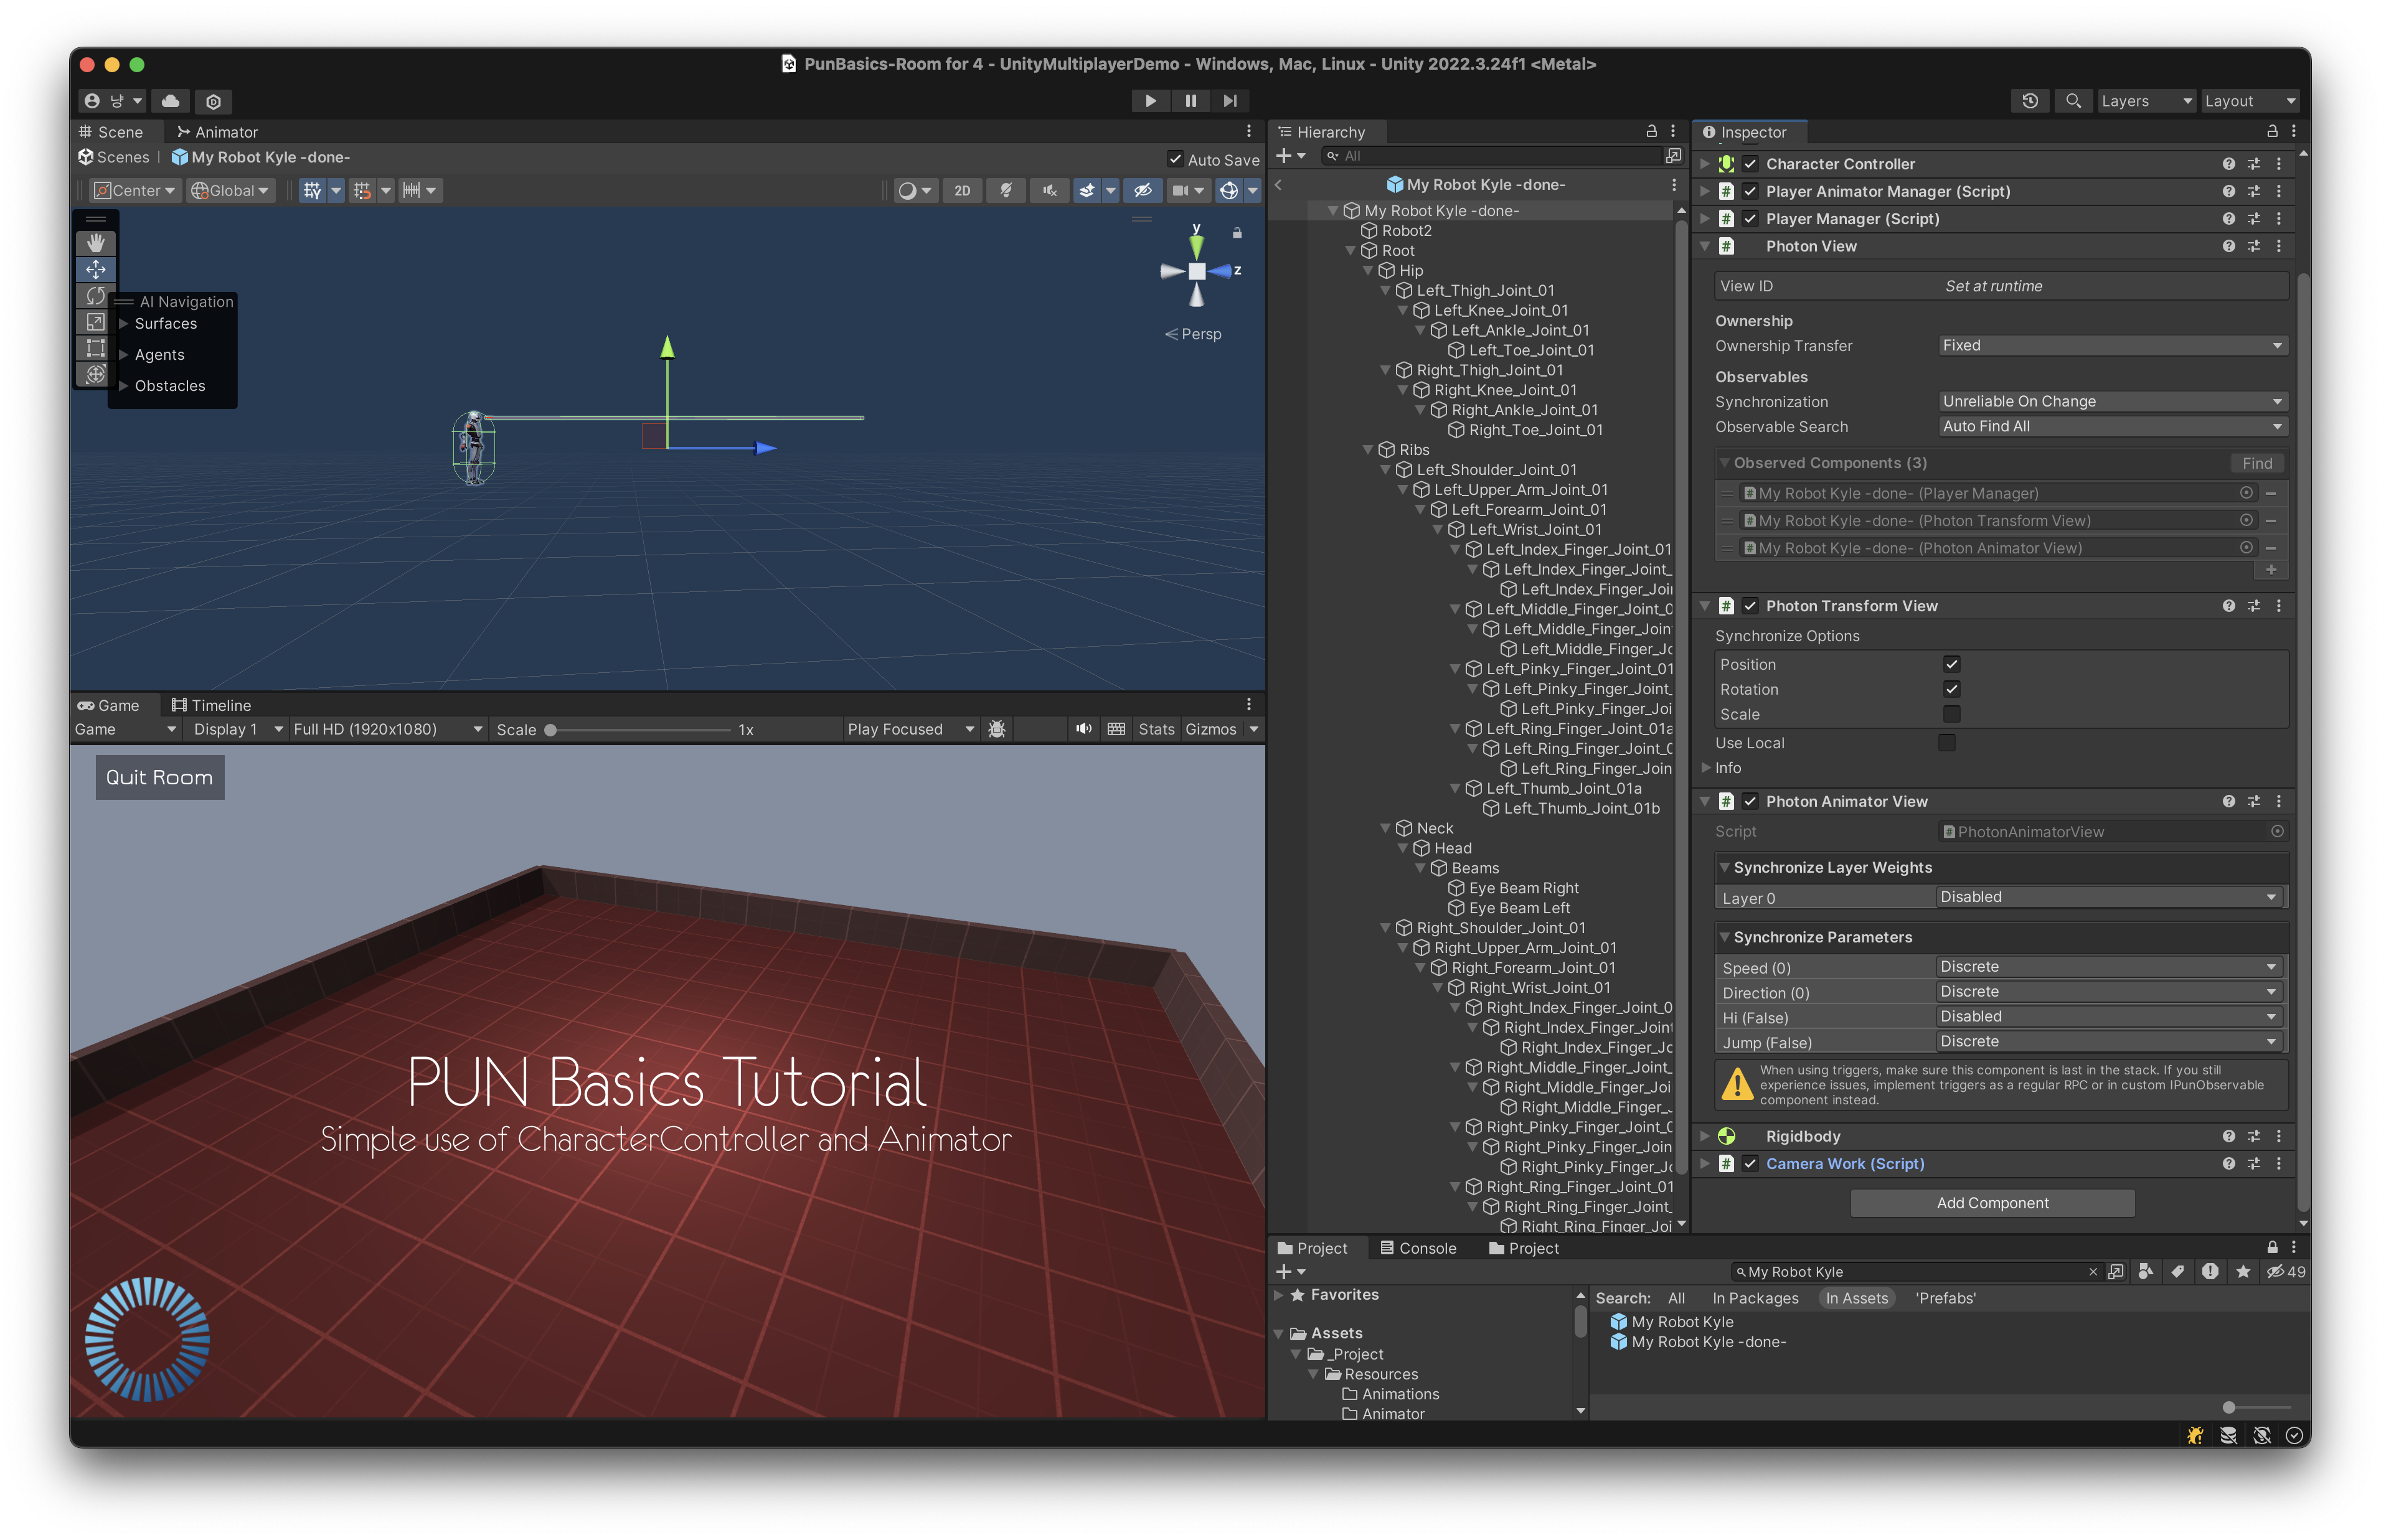 PunBasics-Room for 4 - UnityMultiplayerDemo - Windows, Mac, Linux - Unity 2022.3.24f1 <Metal>
냥
Layers
Layout
Scene
Animator
Scenes
My Robot Kyle -done-
Auto Save
Center
Global
2D
AI Navigation
Surfaces
Agents
Obstacles
y
z
Persp
Game
Timeline
Game
Display 1
Full HD (1920x1080)
Scale
1x
Play Focused
Stats
Gizmos
Quit Room
PUN Basics Tutorial
Simple use of CharacterController and Animator
Hierarchy
All
My Robot Kyle -done-
My Robot Kyle -done-
Robot2
Root
Hip
Left_Thigh_Joint_01
Left_Knee_Joint_01
Left_Ankle_Joint_01
Left_Toe_Joint_01
Right_Thigh_Joint_01
Right_Knee_Joint_01
Right_Ankle_Joint_01
Right_Toe_Joint_01
Ribs
Left_Shoulder_Joint_01
Left_Upper_Arm_Joint_01
Left_Forearm_Joint_01
Left_Wrist_Joint_01
Left_Index_Finger_Joint_01
Left_Index_Finger_Joint_
Left_Index_Finger_Joi
Left_Middle_Finger_Joint_0
Left_Middle_Finger_Join
Left_Middle_Finger_Jo
Left_Pinky_Finger_Joint_01
Left_Pinky_Finger_Joint_
Left_Pinky_Finger_Joi
Left_Ring_Finger_Joint_01a
Left_Ring_Finger_Joint_0
Left_Ring_Finger_Join
Left_Thumb_Joint_01a
Left_Thumb_Joint_01b
Neck
Head
Beams
Eye Beam Right
Eye Beam Left
Right_Shoulder_Joint_01
Right_Upper_Arm_Joint_01
Right_Forearm_Joint_01
Right_Wrist_Joint_01
Right_Index_Finger_Joint_0
Right_Index_Finger_Joint
Right_Index_Finger_Jo
Right_Middle_Finger_Joint_
Right_Middle_Finger_Joi
Right_Middle_Finger_J
Right_Pinky_Finger_Joint_0
Right_Pinky_Finger_Join
Right_Pinky_Finger_Jo
Right_Ring_Finger_Joint_01
Right_Ring_Finger_Joint_
Right_Ring_Finger_Joi
Inspector
Character Controller
Player Animator Manager (Script)
Player Manager (Script)
Photon View
View ID
Set at runtime
Ownership
Ownership Transfer
Fixed
Observables
Synchronization
Unreliable On Change
Observable Search
Auto Find All
Observed Components (3)
Find
My Robot Kyle -done- (Player Manager)
My Robot Kyle -done- (Photon Transform View)
My Robot Kyle -done- (Photon Animator View)
Photon Transform View
Synchronize Options
Position
Rotation
Scale
Use Local
Info
Photon Animator View
Script
PhotonAnimatorView
Synchronize Layer Weights
Layer 0
Disabled
Synchronize Parameters
Speed (0)
Discrete
Direction (0)
Discrete
Hi (False)
Disabled
Jump (False)
Discrete
When using triggers, make sure this component is last in the stack. If you still
experience issues, implement triggers as a regular RPC or in custom IPunObservable
component instead.
Rigidbody
Camera Work (Script)
Add Component
Project
Console
Project
My Robot Kyle
49
Favorites
Assets
_Project
Resources
Animations
Animator
Search:
All
In Packages
In Assets
'Prefabs'
My Robot Kyle
My Robot Kyle -done-